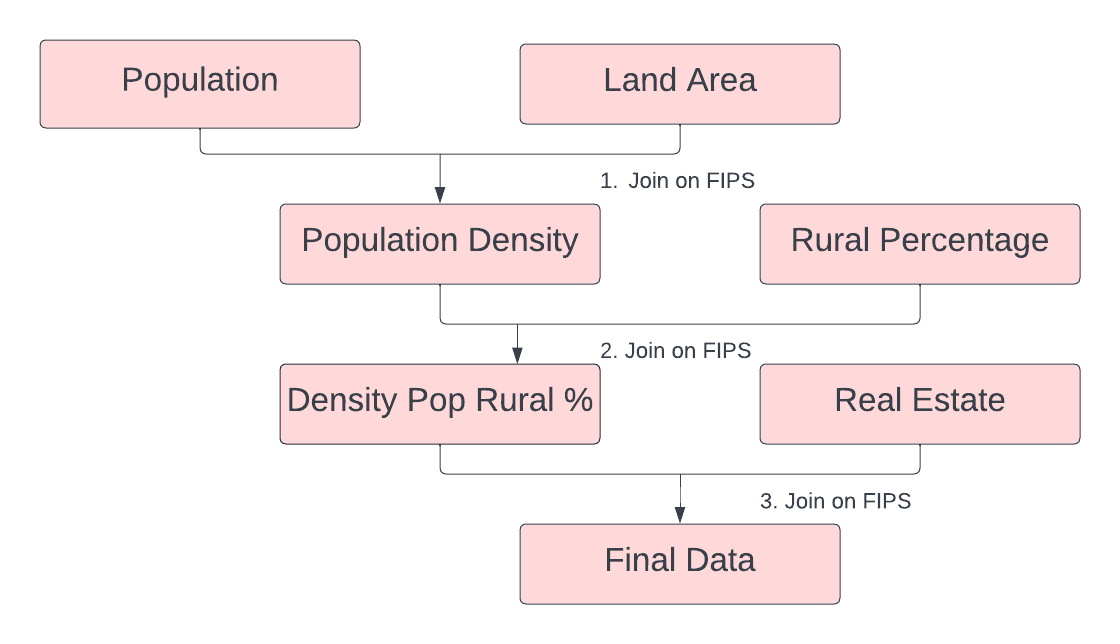 Population
Land Area
1. Join on FIPS
Population Density
Rural Percentage
2. Join on FIPS
Density Pop Rural %
Real Estate
3. Join on FIPS
Final Data